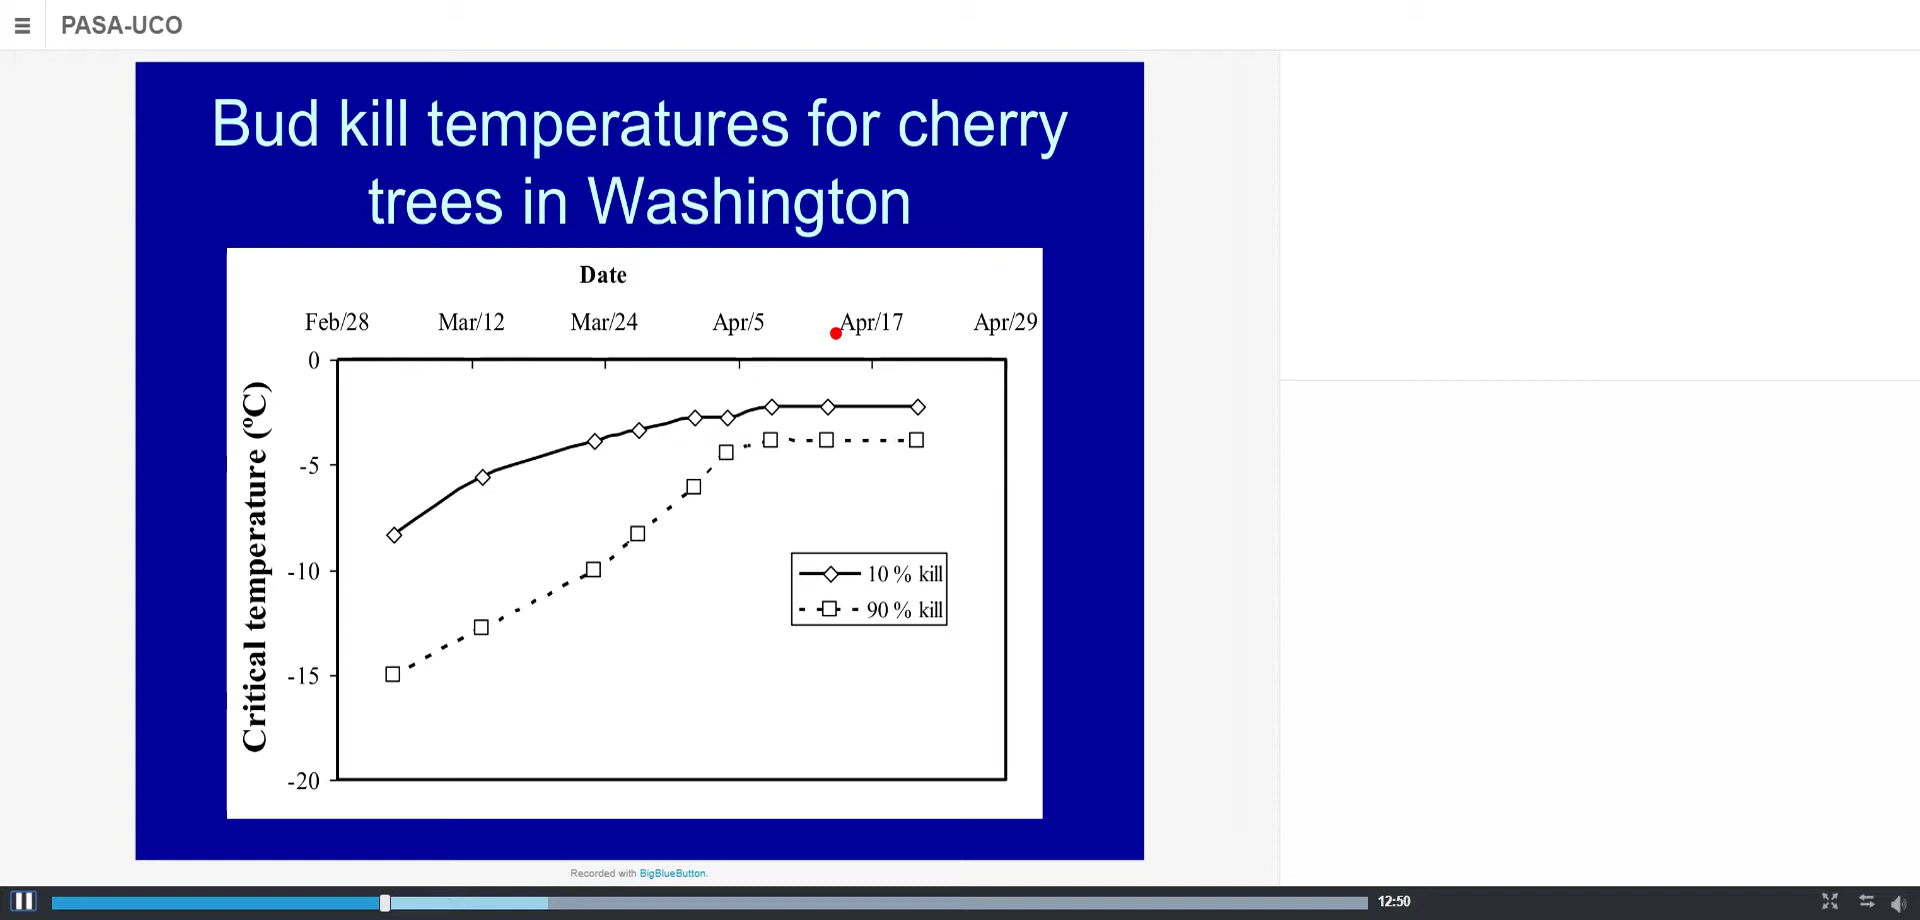 PASA-UCO
Bud kill temperatures for cherry
trees in Washington
Date
Feb/28 Mar/12 Mar/24 Apr/5 Apr/17 Apr/29
0
-5
-10
-15
-20
Critical temperature (ºC)
10 % kill
90 % kill
Recorded with BigBlueButton.
12:50